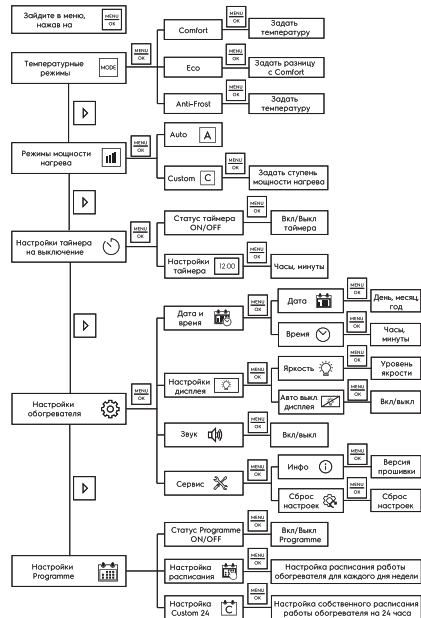 Зайдите в меню,
нажав на
MENU
OK
Температурные
режимы
MODE
MENU
OK
Comfort
MENU
OK
Задать
температуру
Eco
MENU
OK
Задать разницу
с Comfort
Anti-Frost
MENU
OK
Задать
температуру
Режимы мощности
нагрева
MENU
OK
Auto
A
Custom
C
MENU
OK
Задать ступень
мощности нагрева
Настройки таймера
на выключение
MENU
OK
Статус таймера
ON/OFF
MENU
OK
Вкл/Выкл
таймера
Настройки
таймера
12:00
MENU
OK
Часы, минуты
Настройки
обогревателя
MENU
OK
Дата и
время
MENU
OK
Дата
MENU
OK
День, месяц,
год
Время
MENU
OK
Часы,
минуты
Настройки
дисплея
MENU
OK
Яркость
MENU
OK
Уровень
якрости
Авто выкл.
дисплея
MENU
OK
Вкл/выкл
Звук
MENU
OK
Вкл/выкл
Сервис
MENU
OK
Инфо
MENU
OK
Версия
прошивки
Сброс
настроек
MENU
OK
Сброс
настроек
Настройки
Programme
Статус Programme
ON/OFF
MENU
OK
Вкл/Выкл
Programme
Настройка
расписания
MENU
OK
Настройка расписания работы
обогревателя для каждого дня недели
Настройка
Custom 24
C
MENU
OK
Настройка собственного расписания
работы обогревателя на 24 часа